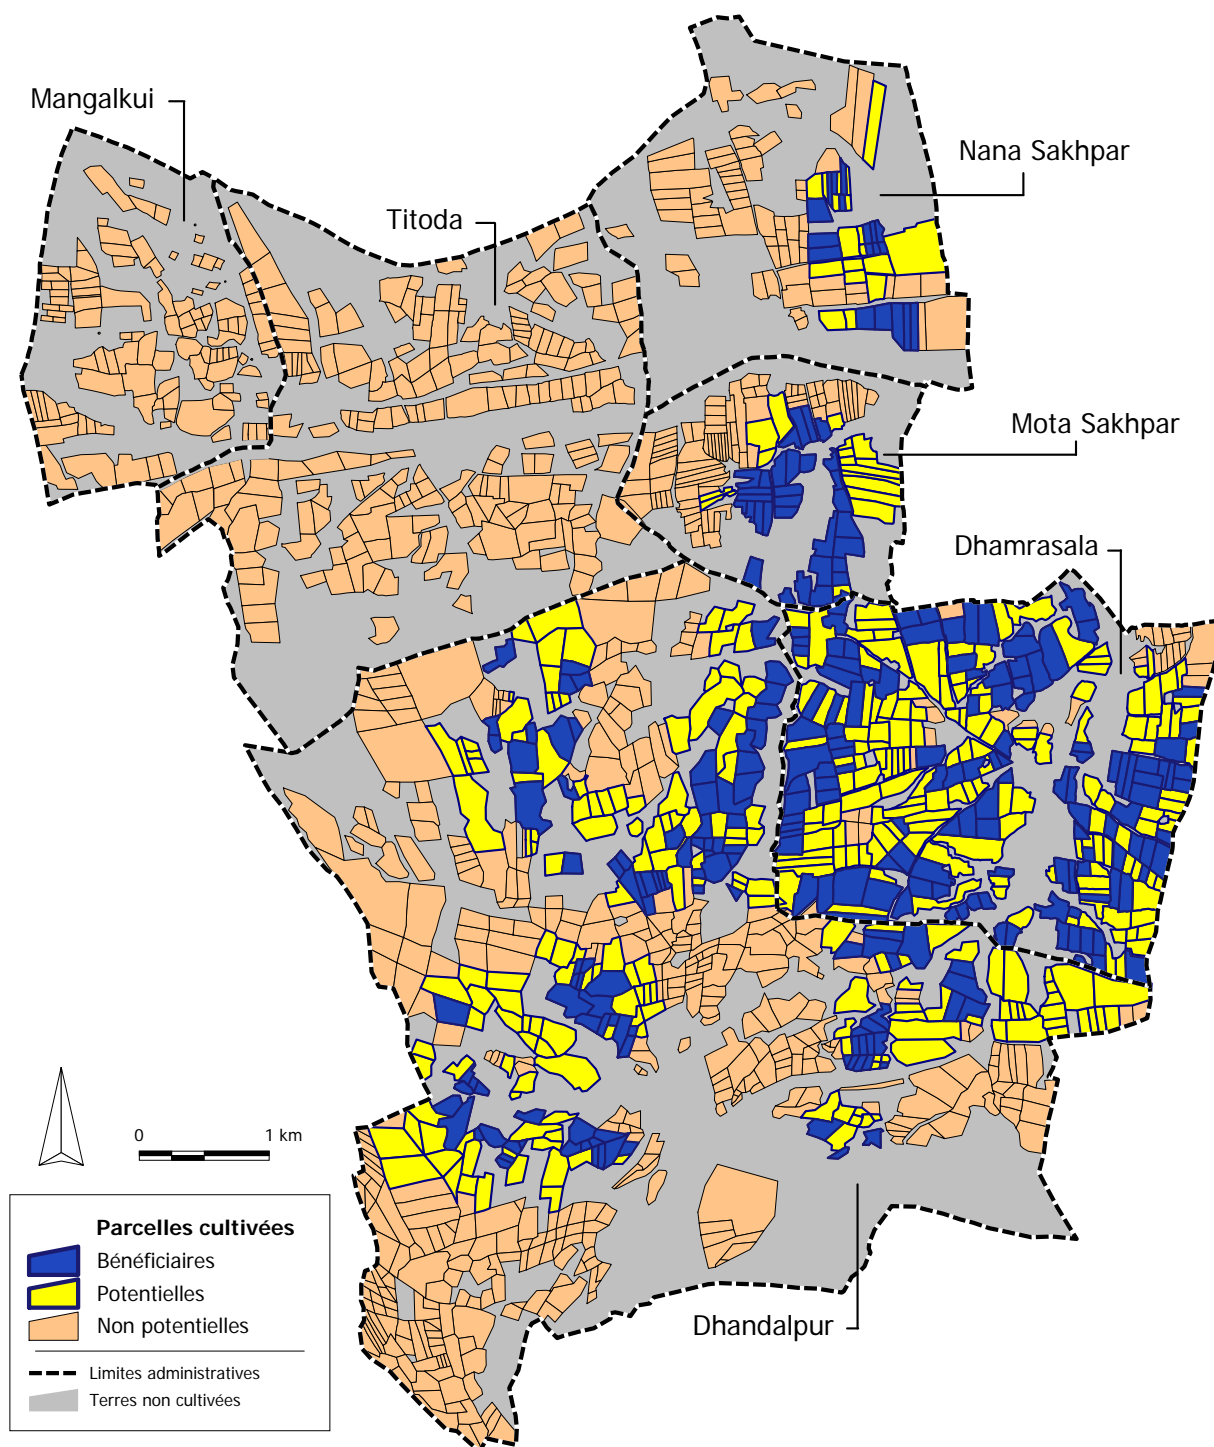 Mangalkui
Nana Sakhpar
Titoda
Mota Sakhpar
Dhamrasala
0 1 km
Parcelles cultivées
Bénéficiaires
Potentielles
Non potentielles
Limites administratives
Terres non cultivées
Dhandalpur